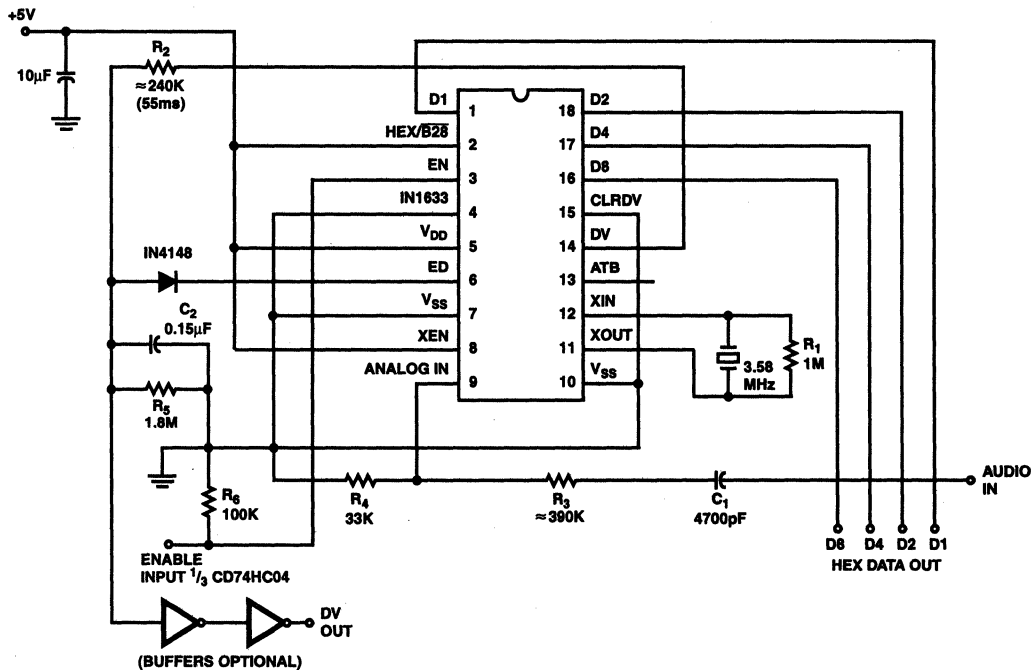 +5V
R2
10µF
≈240K
(55ms)
D1
HEX/B28
EN
IN1633
VDD
ED
VSS
XEN
ANALOG IN
1
2
3
4
5
6
7
8
9
18
17
16
15
14
13
12
11
10
D2
D4
D8
CLRDV
DV
ATB
XIN
XOUT
VSS
IN4148
C2
0.15µF
R5
1.8M
R1
1M
3.58
MHz
R6
100K
R4
33K
R3
≈390K
C1
4700pF
AUDIO
IN
D8 D4 D2 D1
HEX DATA OUT
ENABLE
INPUT 1/3 CD74HC04
DV
OUT
(BUFFERS OPTIONAL)